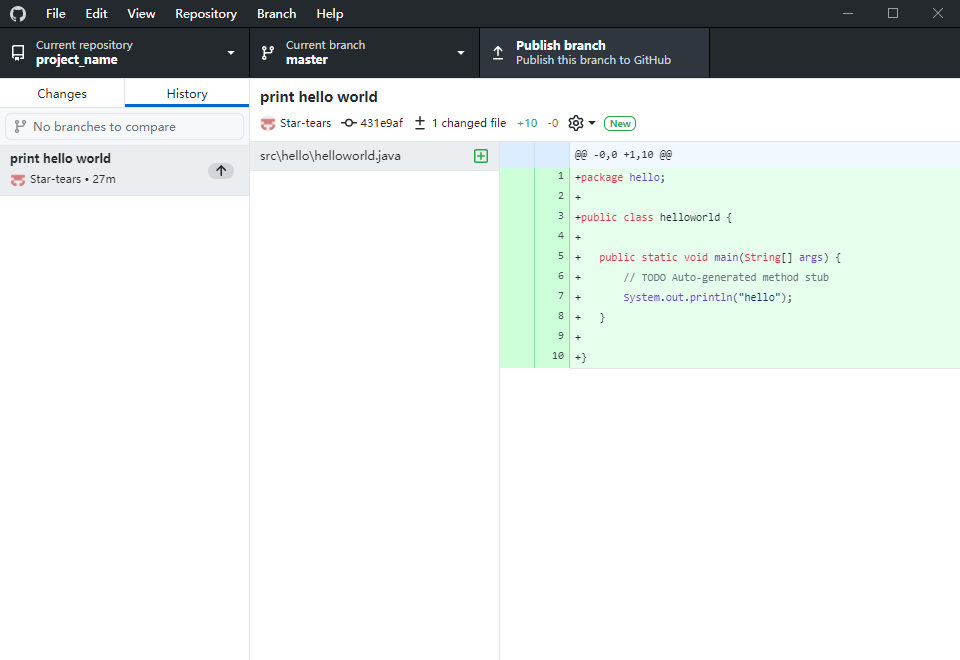 File Edit View Repository Branch Help
Current repository
project_name
Current branch
master
Publish branch
Publish this branch to GitHub
Changes
History
No branches to compare
print hello world
Star-tears • 27m
print hello world
Star-tears 431e9af 1 changed file +10 -0 New
src\hello\helloworld.java
@@ -0,0 +1,10 @@
1 +package hello;
2 +
3 +public class helloworld {
4 +
5 + public static void main(String[] args) {
6 + // TODO Auto-generated method stub
7 + System.out.println("hello");
8 + }
9 +
10 +}